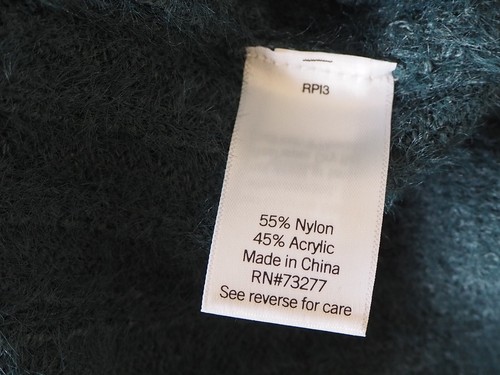 RPI3
55% Nylon
45% Acrylic
Made in China
RN#73277
See reverse for care